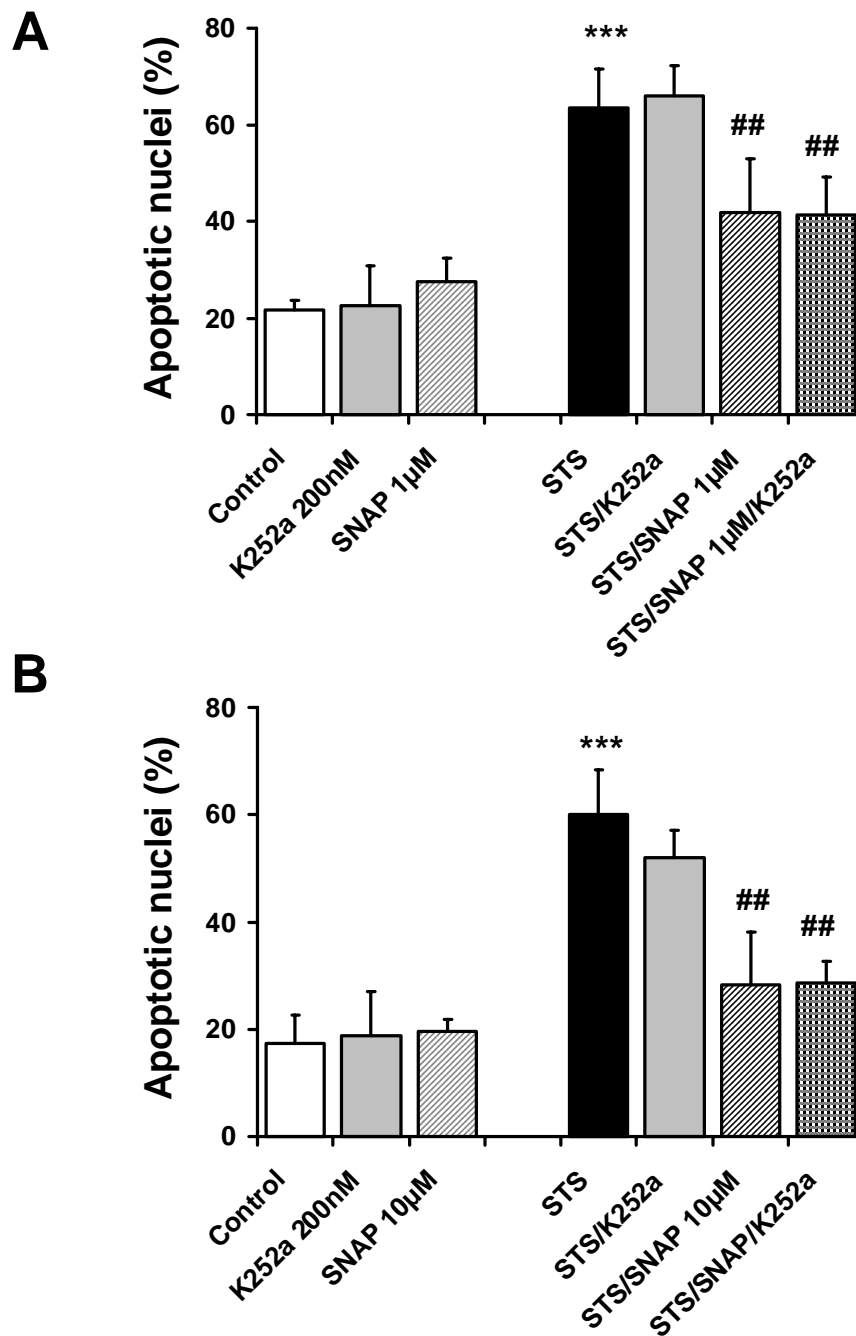 A
Apoptotic nuclei (%)
80
60
40
20
0
***
##
##
Control
K252a 200nM
SNAP 1µM
STS
STS/K252a
STS/SNAP 1µM
STS/SNAP 1µM/K252a
B
Apoptotic nuclei (%)
80
60
40
20
0
***
##
##
Control
K252a 200nM
SNAP 10µM
STS
STS/K252a
STS/SNAP 10µM
STS/SNAP/K252a